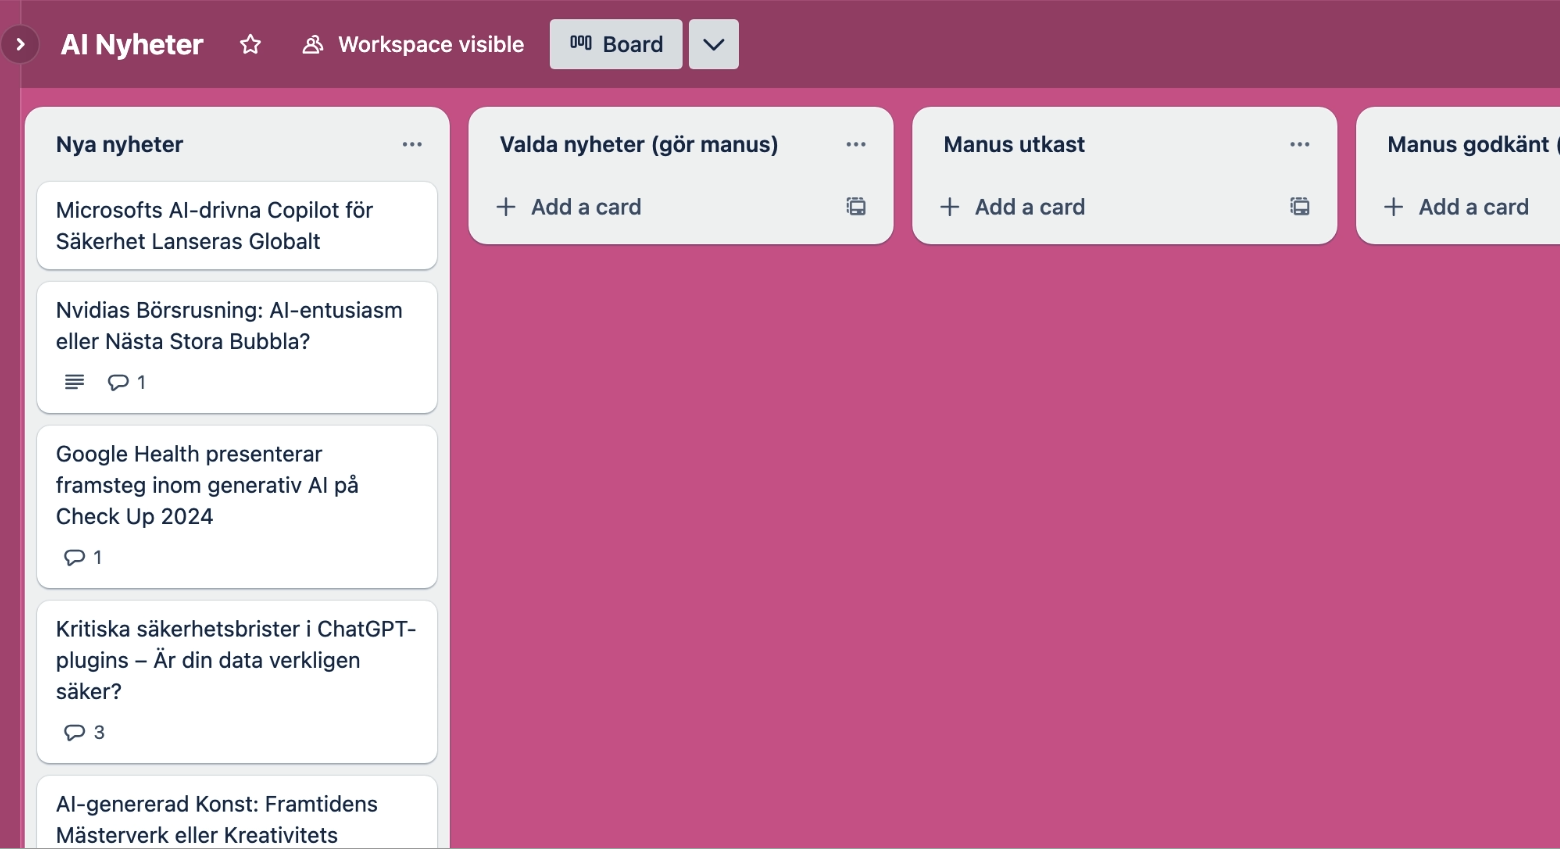 AI Nyheter
Workspace visible
Board
Nya nyheter
Microsofts AI-drivna Copilot för
Säkerhet Lanseras Globalt
Nvidias Börsrusning: AI-entusiasm
eller Nästa Stora Bubbla?
1
Google Health presenterar
framsteg inom generativ AI på
Check Up 2024
1
Kritiska säkerhetsbrister i ChatGPT-
plugins – Är din data verkligen
säker?
3
AI-genererad Konst: Framtidens
Mästerverk eller Kreativitets
Valda nyheter (gör manus)
+ Add a card
Manus utkast
+ Add a card
Manus godkänt (
+ Add a card